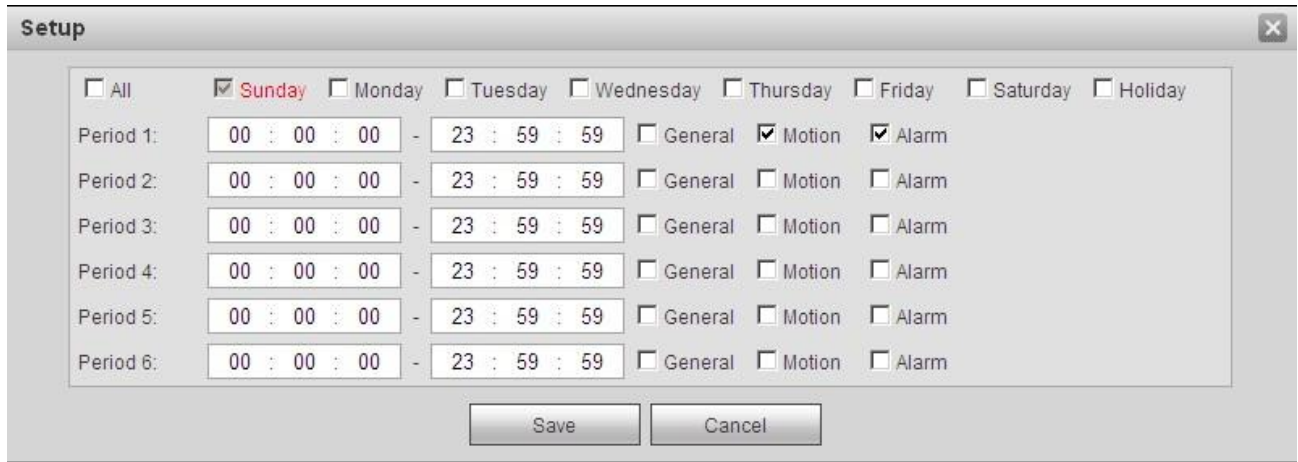 Setup
All Sunday Monday Tuesday Wednesday Thursday Friday Saturday Holiday
Period 1: 00 : 00 : 00 - 23 : 59 : 59 General Motion Alarm
Period 2: 00 : 00 : 00 - 23 : 59 : 59 General Motion Alarm
Period 3: 00 : 00 : 00 - 23 : 59 : 59 General Motion Alarm
Period 4: 00 : 00 : 00 - 23 : 59 : 59 General Motion Alarm
Period 5: 00 : 00 : 00 - 23 : 59 : 59 General Motion Alarm
Period 6: 00 : 00 : 00 - 23 : 59 : 59 General Motion Alarm
Save Cancel